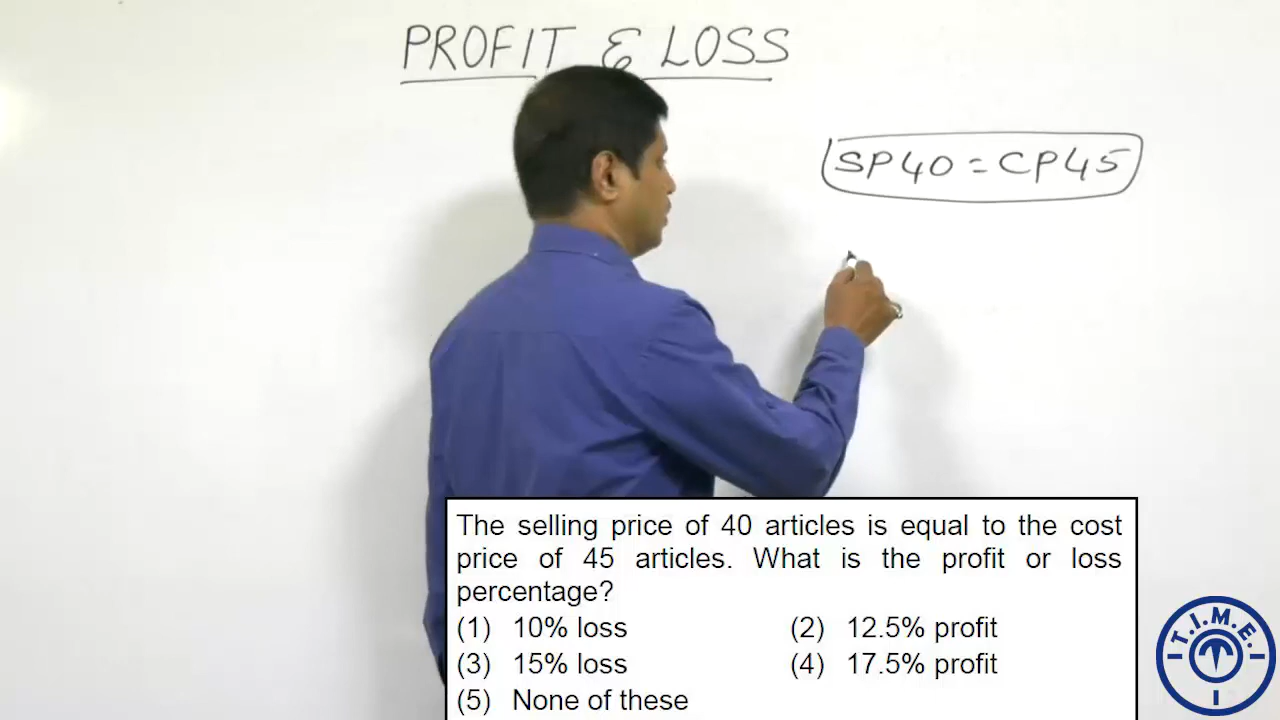 PROFIT & LOSS
SP40 = CP45
The selling price of 40 articles is equal to the cost
price of 45 articles. What is the profit or loss
percentage?
(1) 10% loss (2) 12.5% profit
(3) 15% loss (4) 17.5% profit
(5) None of these
T.I.M.E.